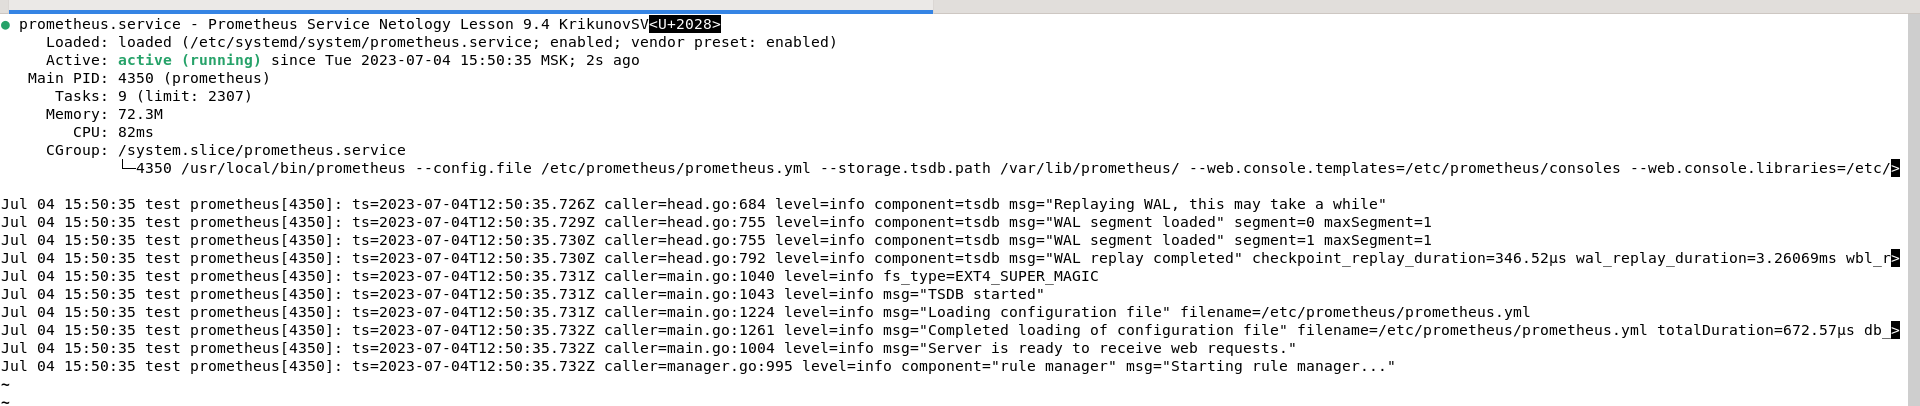 ● prometheus.service - Prometheus Service Netology Lesson 9.4 KrikunovSV<U+2028>
     Loaded: loaded (/etc/systemd/system/prometheus.service; enabled; vendor preset: enabled)
     Active: active (running) since Tue 2023-07-04 15:50:35 MSK; 2s ago
   Main PID: 4350 (prometheus)
      Tasks: 9 (limit: 2307)
     Memory: 72.3M
        CPU: 82ms
     CGroup: /system.slice/prometheus.service
             └─4350 /usr/local/bin/prometheus --config.file /etc/prometheus/prometheus.yml --storage.tsdb.path /var/lib/prometheus/ --web.console.templates=/etc/prometheus/consoles --web.console.libraries=/etc/>
Jul 04 15:50:35 test prometheus[4350]: ts=2023-07-04T12:50:35.726Z caller=head.go:684 level=info component=tsdb msg="Replaying WAL, this may take a while"
Jul 04 15:50:35 test prometheus[4350]: ts=2023-07-04T12:50:35.729Z caller=head.go:755 level=info component=tsdb msg="WAL segment loaded" segment=0 maxSegment=1
Jul 04 15:50:35 test prometheus[4350]: ts=2023-07-04T12:50:35.730Z caller=head.go:755 level=info component=tsdb msg="WAL segment loaded" segment=1 maxSegment=1
Jul 04 15:50:35 test prometheus[4350]: ts=2023-07-04T12:50:35.730Z caller=head.go:792 level=info component=tsdb msg="WAL replay completed" checkpoint_replay_duration=346.52µs wal_replay_duration=3.26069ms wbl_r>
Jul 04 15:50:35 test prometheus[4350]: ts=2023-07-04T12:50:35.731Z caller=main.go:1040 level=info fs_type=EXT4_SUPER_MAGIC
Jul 04 15:50:35 test prometheus[4350]: ts=2023-07-04T12:50:35.731Z caller=main.go:1043 level=info msg="TSDB started"
Jul 04 15:50:35 test prometheus[4350]: ts=2023-07-04T12:50:35.731Z caller=main.go:1224 level=info msg="Loading configuration file" filename=/etc/prometheus/prometheus.yml
Jul 04 15:50:35 test prometheus[4350]: ts=2023-07-04T12:50:35.732Z caller=main.go:1261 level=info msg="Completed loading of configuration file" filename=/etc/prometheus/prometheus.yml totalDuration=672.57µs db_>
Jul 04 15:50:35 test prometheus[4350]: ts=2023-07-04T12:50:35.732Z caller=main.go:1004 level=info msg="Server is ready to receive web requests."
Jul 04 15:50:35 test prometheus[4350]: ts=2023-07-04T12:50:35.732Z caller=manager.go:995 level=info component="rule manager" msg="Starting rule manager..."
~
~